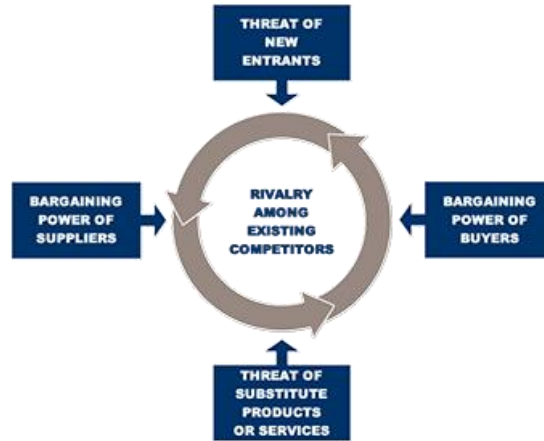 THREAT OF
NEW
ENTRANTS
BARGAINING
POWER OF
SUPPLIERS
RIVALRY
AMONG
EXISTING
COMPETITORS
BARGAINING
POWER OF
BUYERS
THREAT OF
SUBSTITUTE
PRODUCTS
OR SERVICES